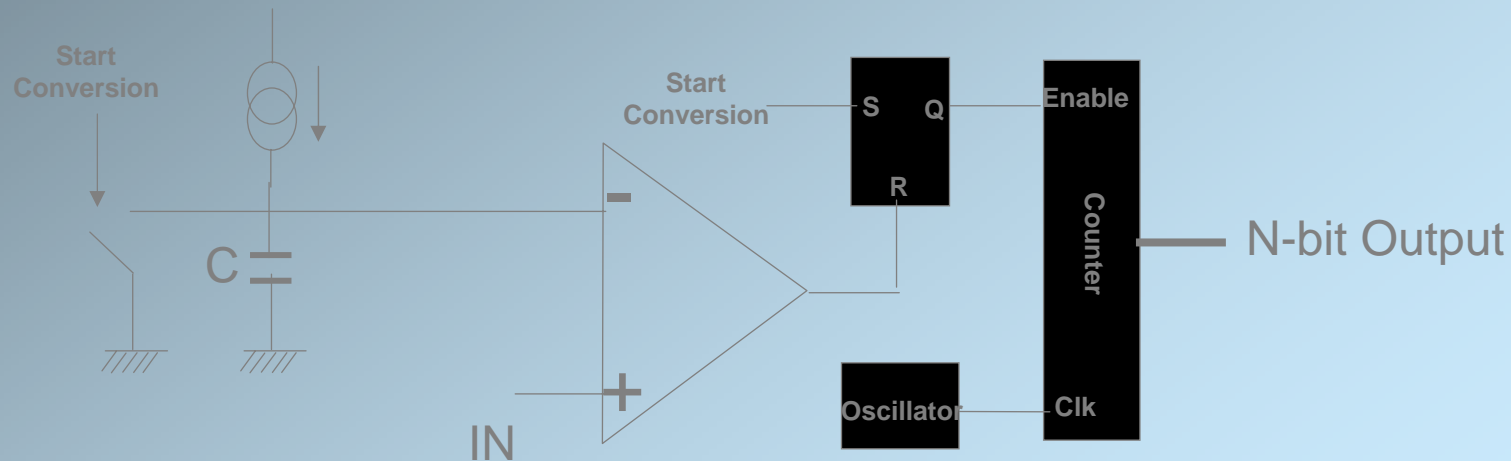 Start
Conversion
C
-
+
IN
Start
Conversion
S
Q
R
Oscillator
Enable
Counter
Clk
N-bit Output